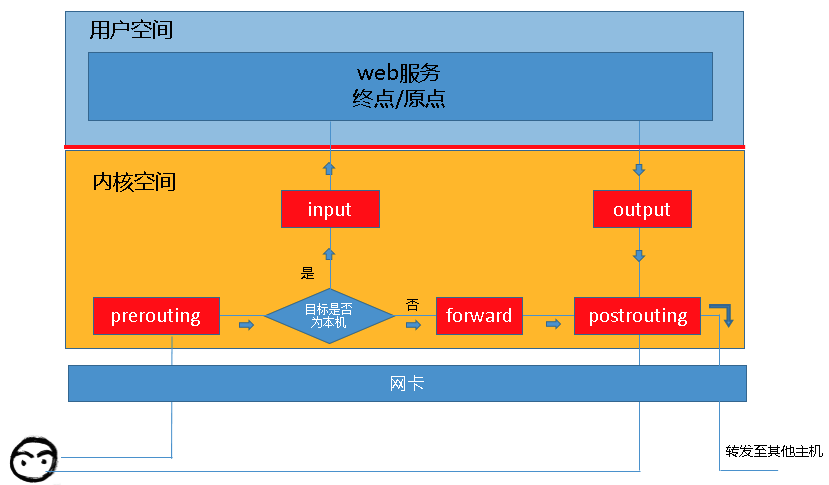 用户空间
web服务
终点/原点
内核空间
input
output
是
prerouting
目标是否
为本机
否
forward
postrouting
网卡
转发至其他主机